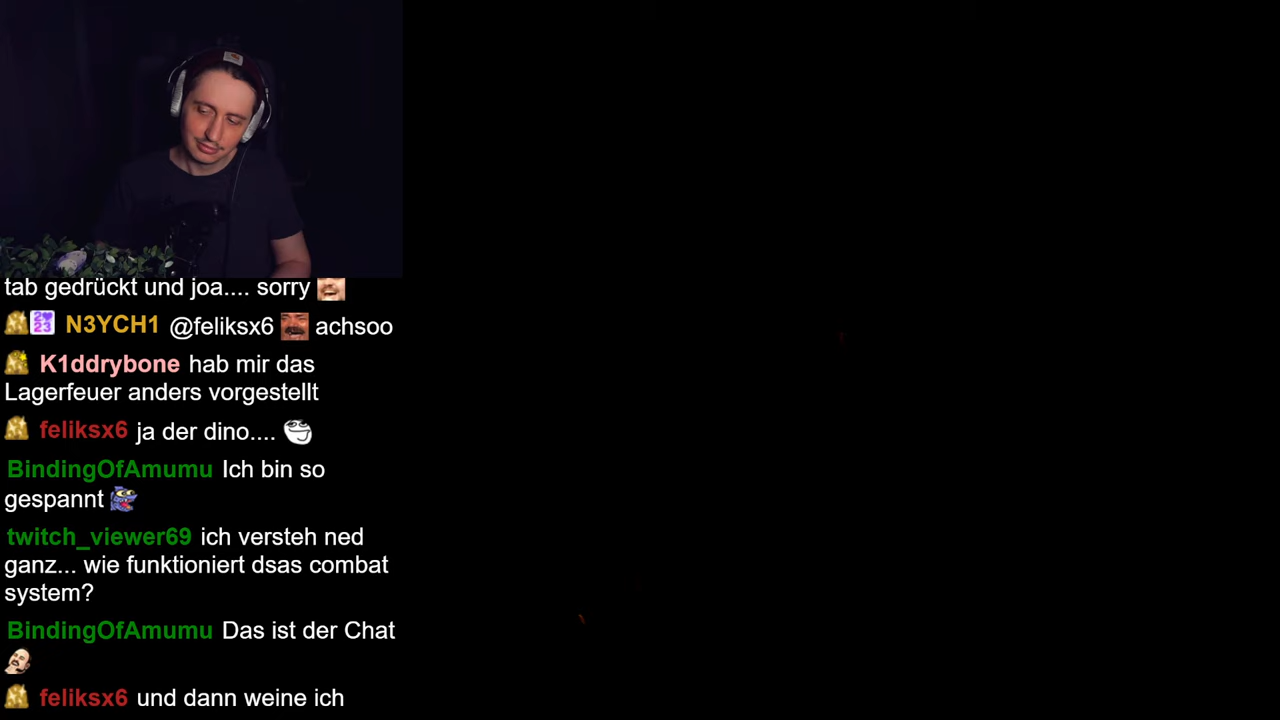 tab gedrückt und joa.... sorry
N3YCH1 @feliksx6 achsoo
K1ddrybone hab mir das
Lagerfeuer anders vorgestellt
feliksx6 ja der dino....
BindingOfAmumu Ich bin so
gespannt
twitch_viewer69 ich versteh ned
ganz... wie funktioniert dsas combat
system?
BindingOfAmumu Das ist der Chat
feliksx6 und dann weine ich